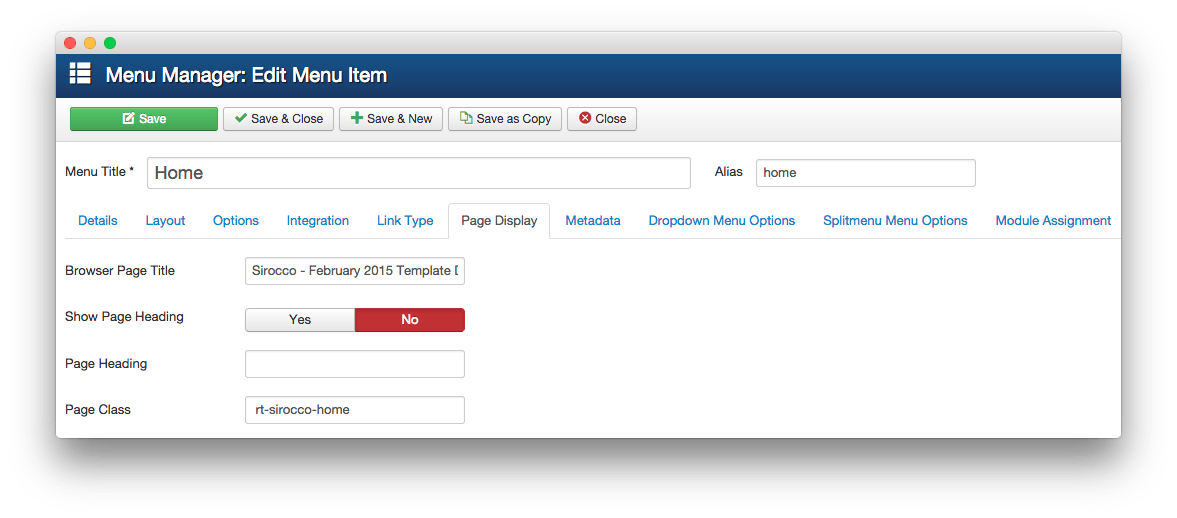 Menu Manager: Edit Menu Item
Save Save & Close Save & New Save as Copy Close
Menu Title * Home Alias home
Details Layout Options Integration Link Type Page Display Metadata Dropdown Menu Options Splitmenu Menu Options Module Assignment
Browser Page Title Sirocco - February 2015 Template
Show Page Heading Yes No
Page Heading
Page Class rt-sirocco-home